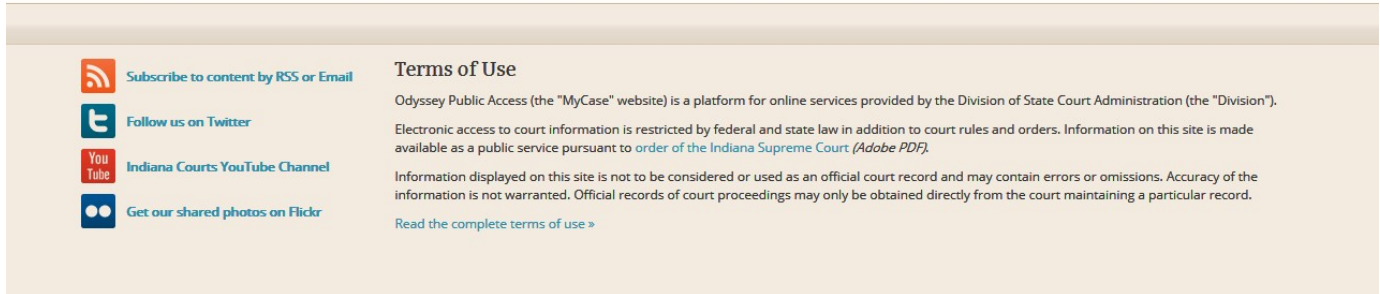 Subscribe to content by RSS or Email
Follow us on Twitter
You
Tube
Indiana Courts YouTube Channel
Get our shared photos on Flickr
Terms of Use
Odyssey Public Access (the "MyCase" website) is a platform for online services provided by the Division of State Court Administration (the "Division").
Electronic access to court information is restricted by federal and state law in addition to court rules and orders. Information on this site is made
available as a public service pursuant to order of the Indiana Supreme Court (Adobe PDF).
Information displayed on this site is not to be considered or used as an official court record and may contain errors or omissions. Accuracy of the
information is not warranted. Official records of court proceedings may only be obtained directly from the court maintaining a particular record.
Read the complete terms of use »